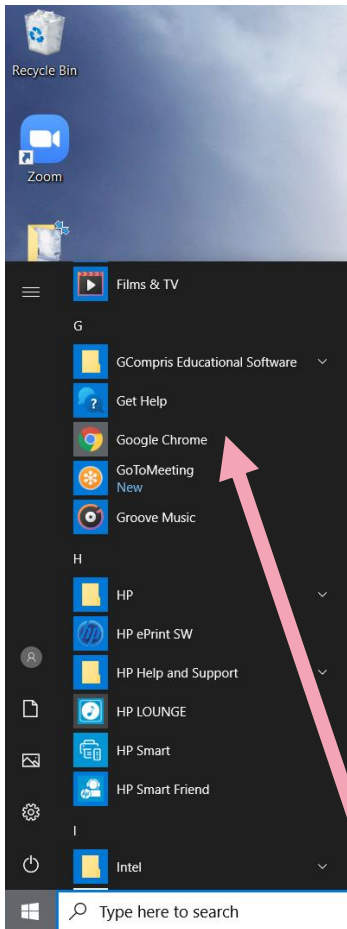 Recycle Bin
Zoom
Films & TV
G
GCompris Educational Software
Get Help
Google Chrome
GoToMeeting
New
Groove Music
H
HP
HP ePrint SW
HP Help and Support
HP LOUNGE
HP Smart
HP Smart Friend
I
Intel
Type here to search